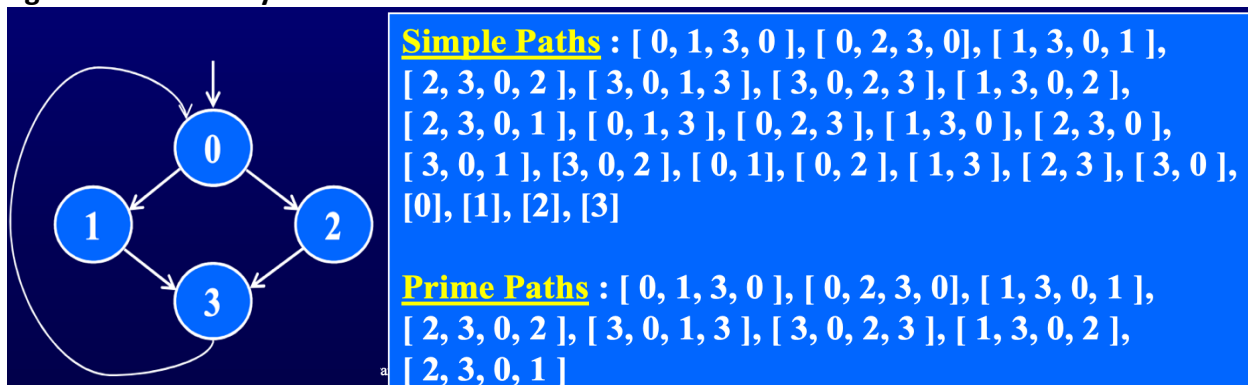 0
1
2
3
Simple Paths : [ 0, 1, 3, 0 ], [ 0, 2, 3, 0], [ 1, 3, 0, 1 ],
[ 2, 3, 0, 2 ], [ 3, 0, 1, 3 ], [ 3, 0, 2, 3 ], [ 1, 3, 0, 2 ],
[ 2, 3, 0, 1 ], [ 0, 1, 3 ], [ 0, 2, 3 ], [ 1, 3, 0 ], [ 2, 3, 0 ],
[ 3, 0, 1 ], [3, 0, 2 ], [ 0, 1], [ 0, 2 ], [ 1, 3 ], [ 2, 3 ], [ 3, 0 ],
[0], [1], [2], [3]
Prime Paths : [ 0, 1, 3, 0 ], [ 0, 2, 3, 0], [ 1, 3, 0, 1 ],
[ 2, 3, 0, 2 ], [ 3, 0, 1, 3 ], [ 3, 0, 2, 3 ], [ 1, 3, 0, 2 ],
[ 2, 3, 0, 1 ]